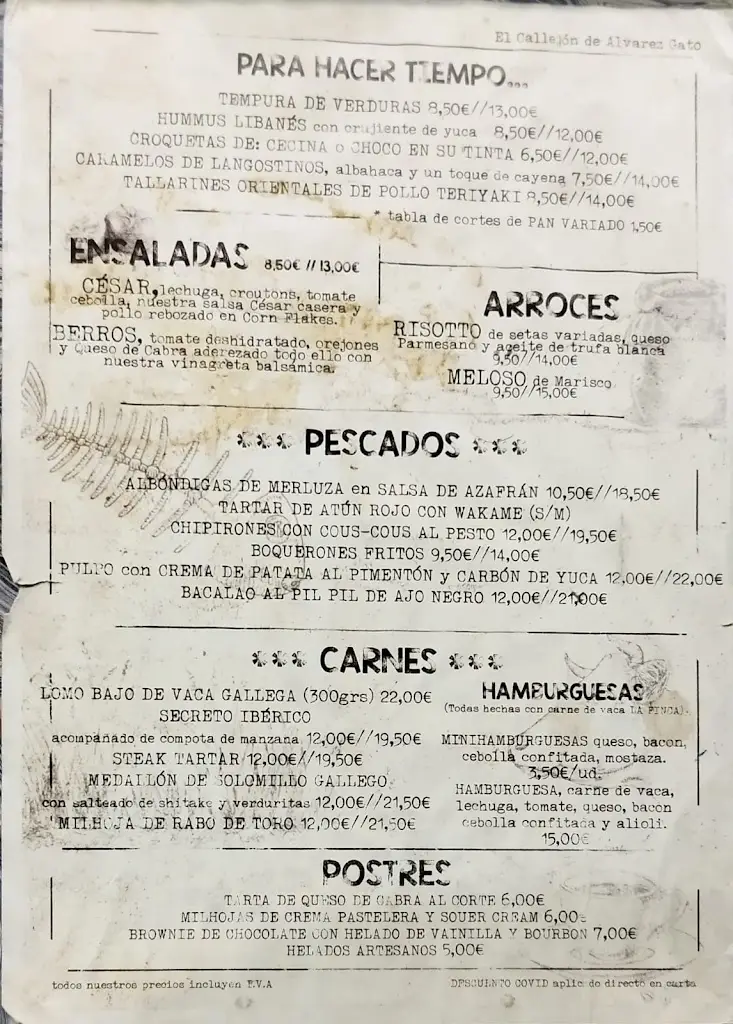 El Callejón de Alvarez Gato
PARA HACER TIEMPO...
TEMPURA DE VERDURAS 8,50€//13,00€
HUMMUS LIBANÉS con crujiente de yuca 8,50€//12,00€
CROQUETAS DE: CECINA o CHOCO EN SU TINTA 6,50€//12,00€
CARAMELOS DE LANGOSTINOS, albahaca y un toque de cayena 7,50€//14,00€
TALLARINES ORIENTALES DE POLLO TERIYAKI 8,50€//14,00€
* tabla de cortes de PAN VARIADO 1,50€
ENSALADAS 8,50€ // 13,00€
CÉSAR, lechuga, croutons, tomate
cebolla, nuestra salsa César casera y
pollo rebozado en Corn Flakes.
BERROS, tomate deshidratado, orejones
y Queso de Cabra aderezado todo ello con
nuestra vinagreta balsámica.
ARROCES
RISOTTO de setas variadas, queso
Parmesano y aceite de trufa blanca
9,50//14,00€
MELOSO de Marisco
9,50//15,00€
*** PESCADOS ***
ALBÓNDIGAS DE MERLUZA en SALSA DE AZAFRÁN 10,50€//18,50€
TARTAR DE ATÚN ROJO CON WAKAME (S/M)
CHIPIRONES CON COUS-COUS AL PESTO 12,00€//19,50€
BOQUERONES FRITOS 9,50€//14,00€
PULPO con CREMA DE PATATA AL PIMENTÓN y CARBÓN DE YUCA 12,00€//22,00€
BACALAO AL PIL PIL DE AJO NEGRO 12,00€//21,00€
*** CARNES ***
LOMO BAJO DE VACA GALLEGA (300grs) 22,00€
SECRETO IBÉRICO
acompañado de compota de manzana 12,00€//19,50€
STEAK TARTAR 12,00€//19,50€
MEDALLÓN DE SOLOMILLO GALLEGO
con salteado de shitake y verduritas 12,00€//21,50€
MILHOJA DE RABO DE TORO 12,00€//21,50€
HAMBURGUESAS
(Todas hechas con carne de vaca LA FINCA)
MINIHAMBURGUESAS queso, bacon,
cebolla confitada, mostaza.
3,50€/ud.
HAMBURGUESA, carne de vaca,
lechuga, tomate, queso, bacon
cebolla confitada y alioli.
15,00€
POSTRES
TARTA DE QUESO DE CABRA AL CORTE 6,00€
MILHOJAS DE CREMA PASTELERA Y SOUER CREAM 6,00€
BROWNIE DE CHOCOLATE CON HELADO DE VAINILLA Y BOURBON 7,00€
HELADOS ARTESANOS 5,00€
todos nuestros precios incluyen I.V.A
DESCUENTO COVID aplicado directo en carta